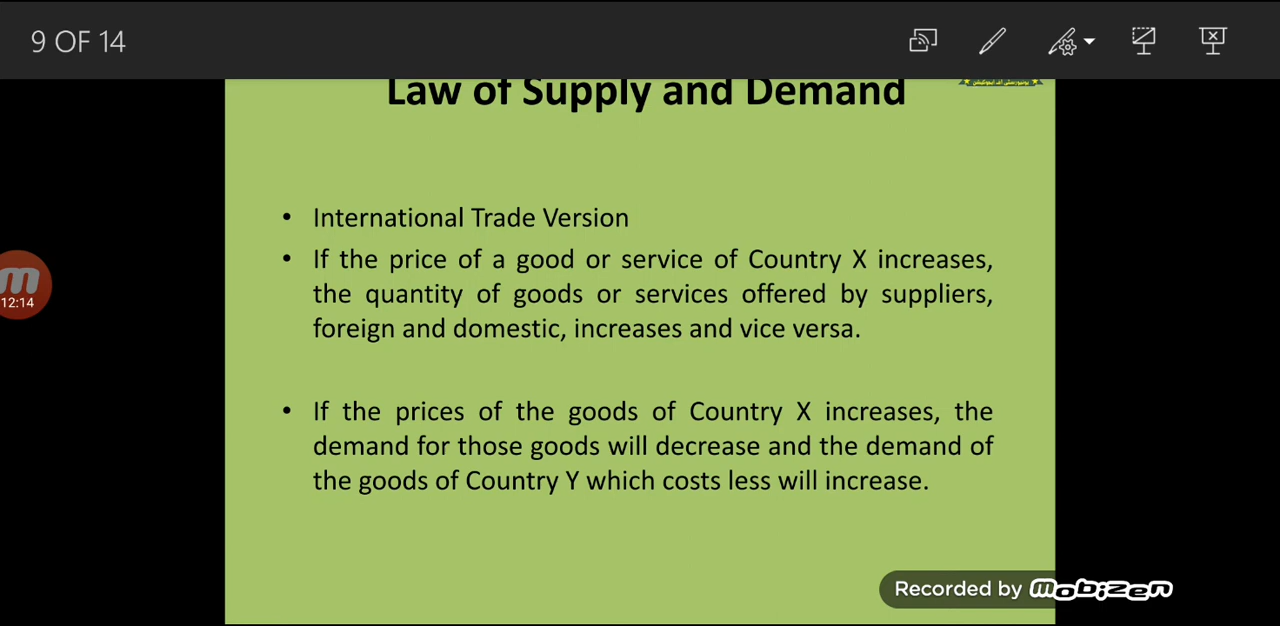 9 OF 14
Law of Supply and Demand
• International Trade Version
• If the price of a good or service of Country X increases,
the quantity of goods or services offered by suppliers,
foreign and domestic, increases and vice versa.
• If the prices of the goods of Country X increases, the
demand for those goods will decrease and the demand of
the goods of Country Y which costs less will increase.
m
12:14
Recorded by mobizen